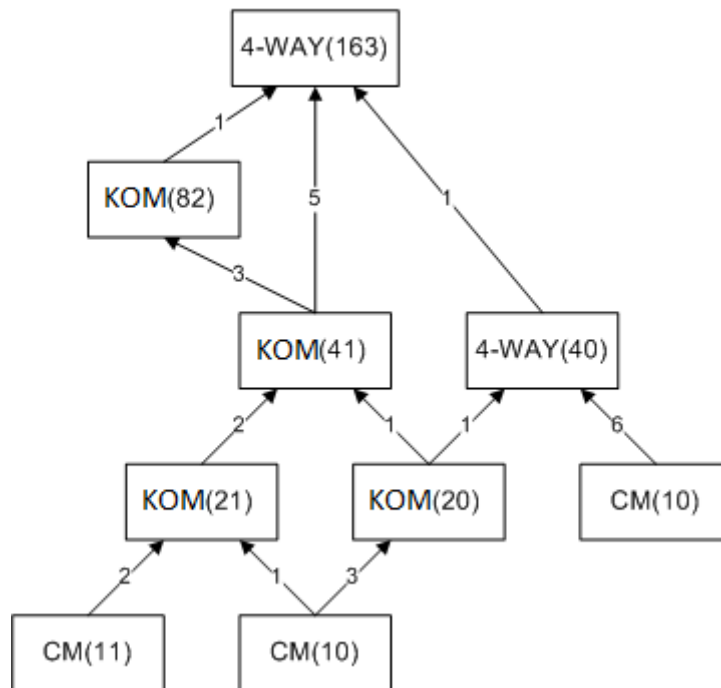 4-WAY(163)
1
KOM(82)
5
1
3
KOM(41)
4-WAY(40)
2
1
1
6
KOM(21)
KOM(20)
CM(10)
2
1
3
CM(11)
CM(10)